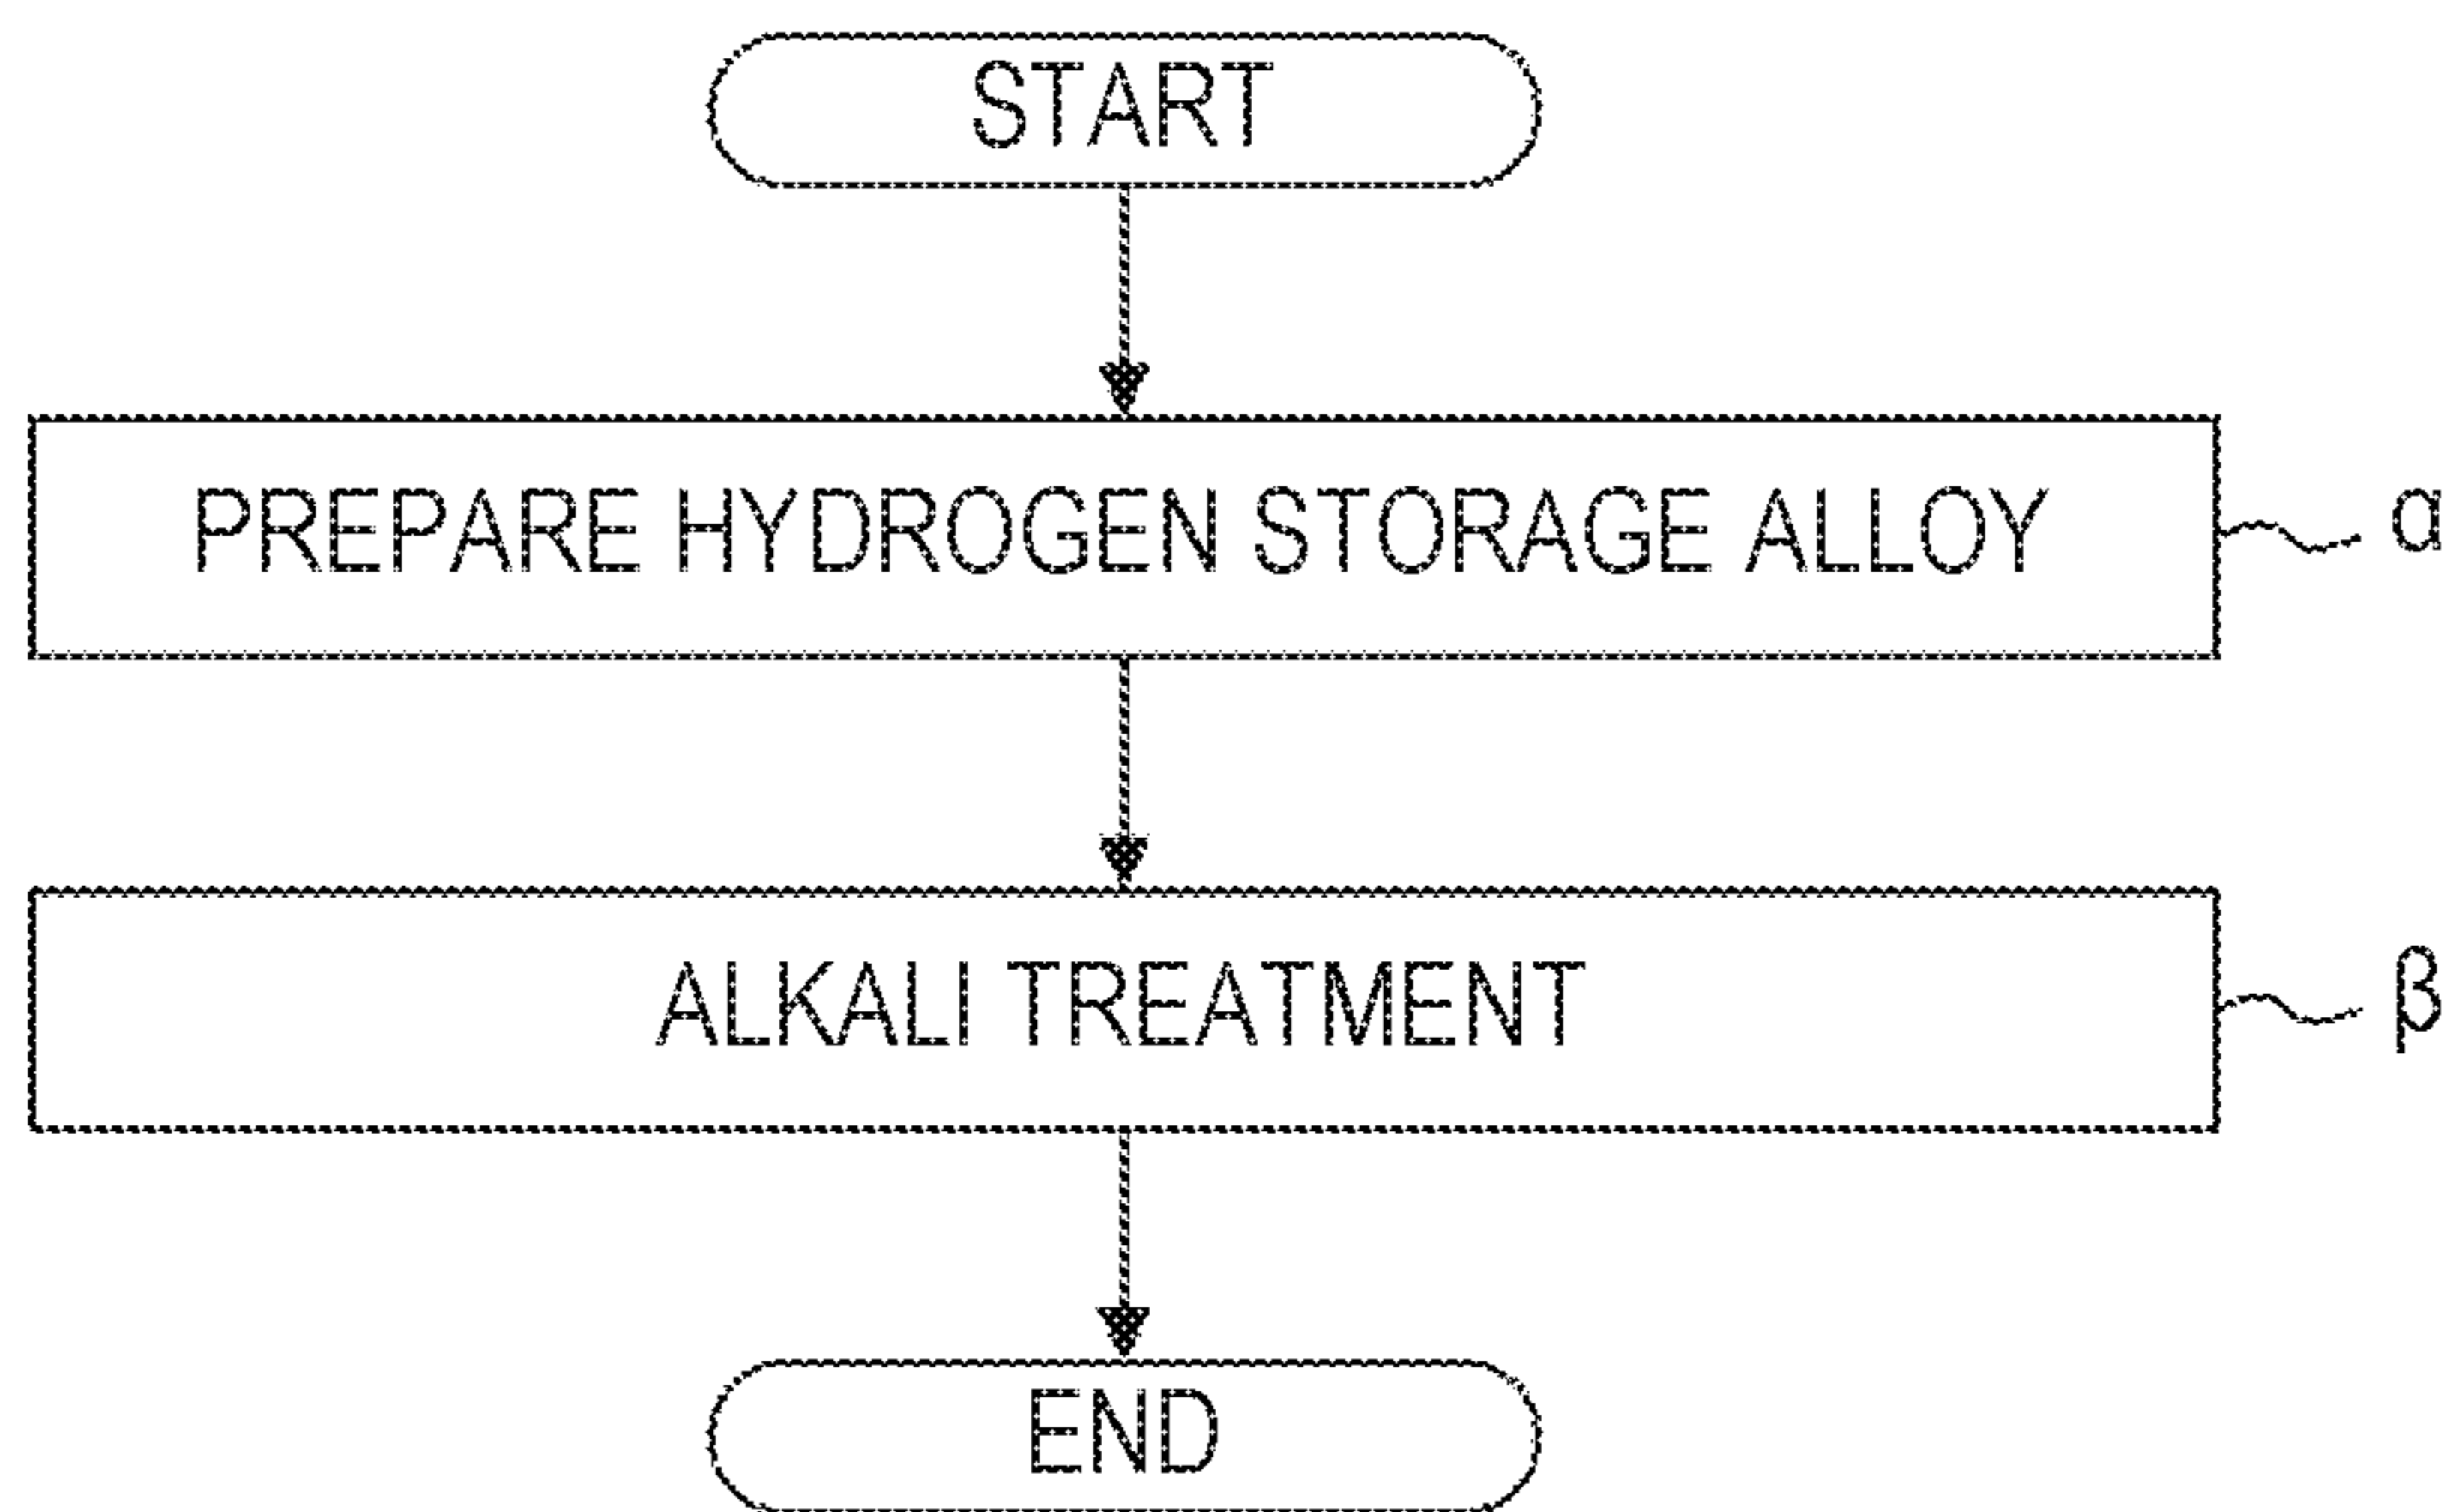 START
PREPARE HYDROGEN STORAGE ALLOY
α
ALKALI TREATMENT
β
END